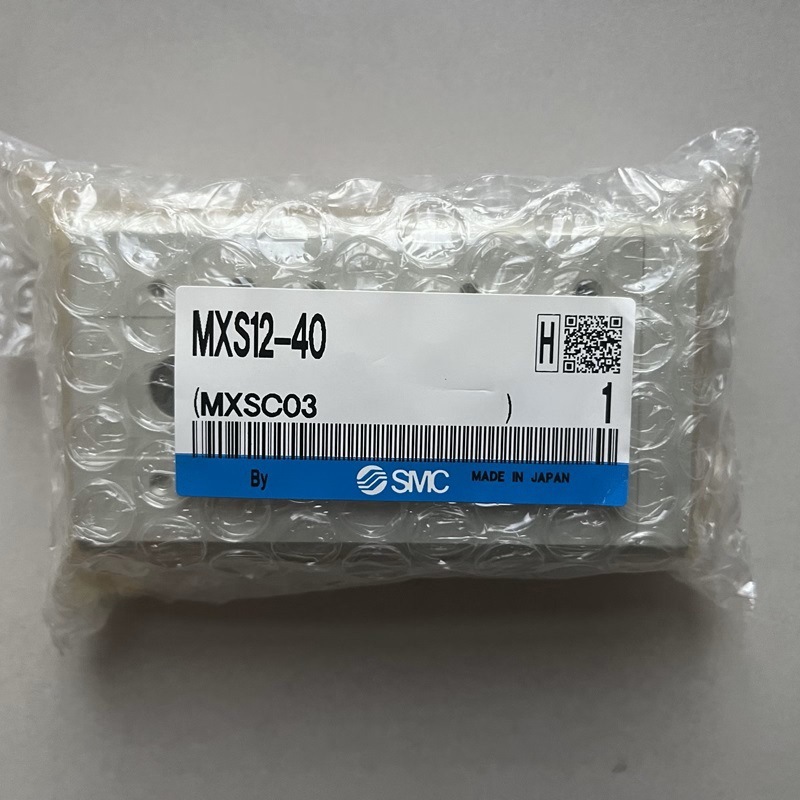 MXS12-40
H
(MXSC03 )
1
By SMC MADE IN JAPAN